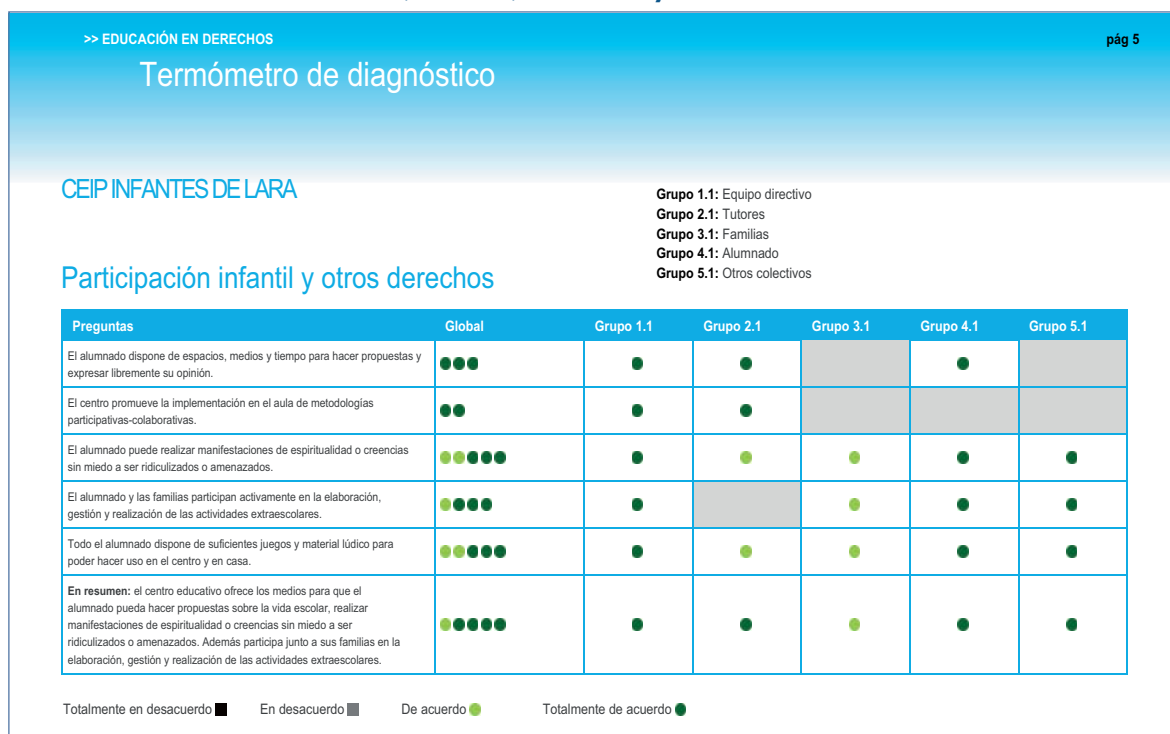 >> EDUCACIÓN EN DERECHOS
pág 5
Termómetro de diagnóstico
CEIP INFANTES DE LARA
Grupo 1.1: Equipo directivo
Grupo 2.1: Tutores
Grupo 3.1: Familias
Grupo 4.1: Alumnado
Grupo 5.1: Otros colectivos
Participación infantil y otros derechos
Preguntas Global Grupo 1.1 Grupo 2.1 Grupo 3.1 Grupo 4.1 Grupo 5.1
El alumnado dispone de espacios, medios y tiempo para hacer propuestas y
expresar libremente su opinión.
El centro promueve la implementación en el aula de metodologías
participativas-colaborativas.
El alumnado puede realizar manifestaciones de espiritualidad o creencias
sin miedo a ser ridiculizados o amenazados.
El alumnado y las familias participan activamente en la elaboración,
gestión y realización de las actividades extraescolares.
Todo el alumnado dispone de suficientes juegos y material lúdico para
poder hacer uso en el centro y en casa.
En resumen: el centro educativo ofrece los medios para que el
alumnado pueda hacer propuestas sobre la vida escolar, realizar
manifestaciones de espiritualidad o creencias sin miedo a ser
ridiculizados o amenazados. Además participa junto a sus familias en la
elaboración, gestión y realización de las actividades extraescolares.
Totalmente en desacuerdo En desacuerdo De acuerdo Totalmente de acuerdo